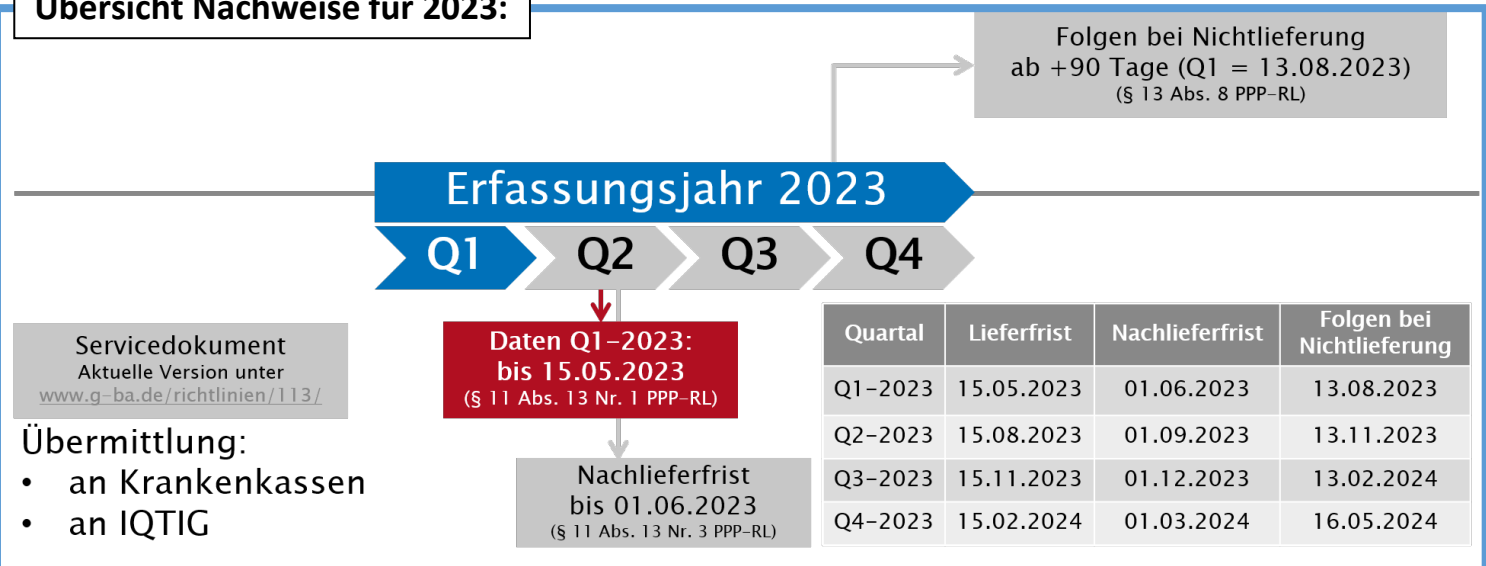 Übersicht Nachweise für 2023:
Folgen bei Nichtlieferung
ab +90 Tage (Q1 = 13.08.2023)
(§ 13 Abs. 8 PPP-RL)
Erfassungsjahr 2023
Q1 Q2 Q3 Q4
Servicedokument
Aktuelle Version unter
www.g-ba.de/richtlinien/113/
Übermittlung:
• an Krankenkassen
• an IQTIG
Daten Q1-2023:
bis 15.05.2023
(§ 11 Abs. 13 Nr. 1 PPP-RL)
Nachlieferfrist
bis 01.06.2023
(§ 11 Abs. 13 Nr. 3 PPP-RL)
Quartal Lieferfrist Nachlieferfrist Folgen bei
Nichtlieferung
Q1-2023 15.05.2023 01.06.2023 13.08.2023
Q2-2023 15.08.2023 01.09.2023 13.11.2023
Q3-2023 15.11.2023 01.12.2023 13.02.2024
Q4-2023 15.02.2024 01.03.2024 16.05.2024